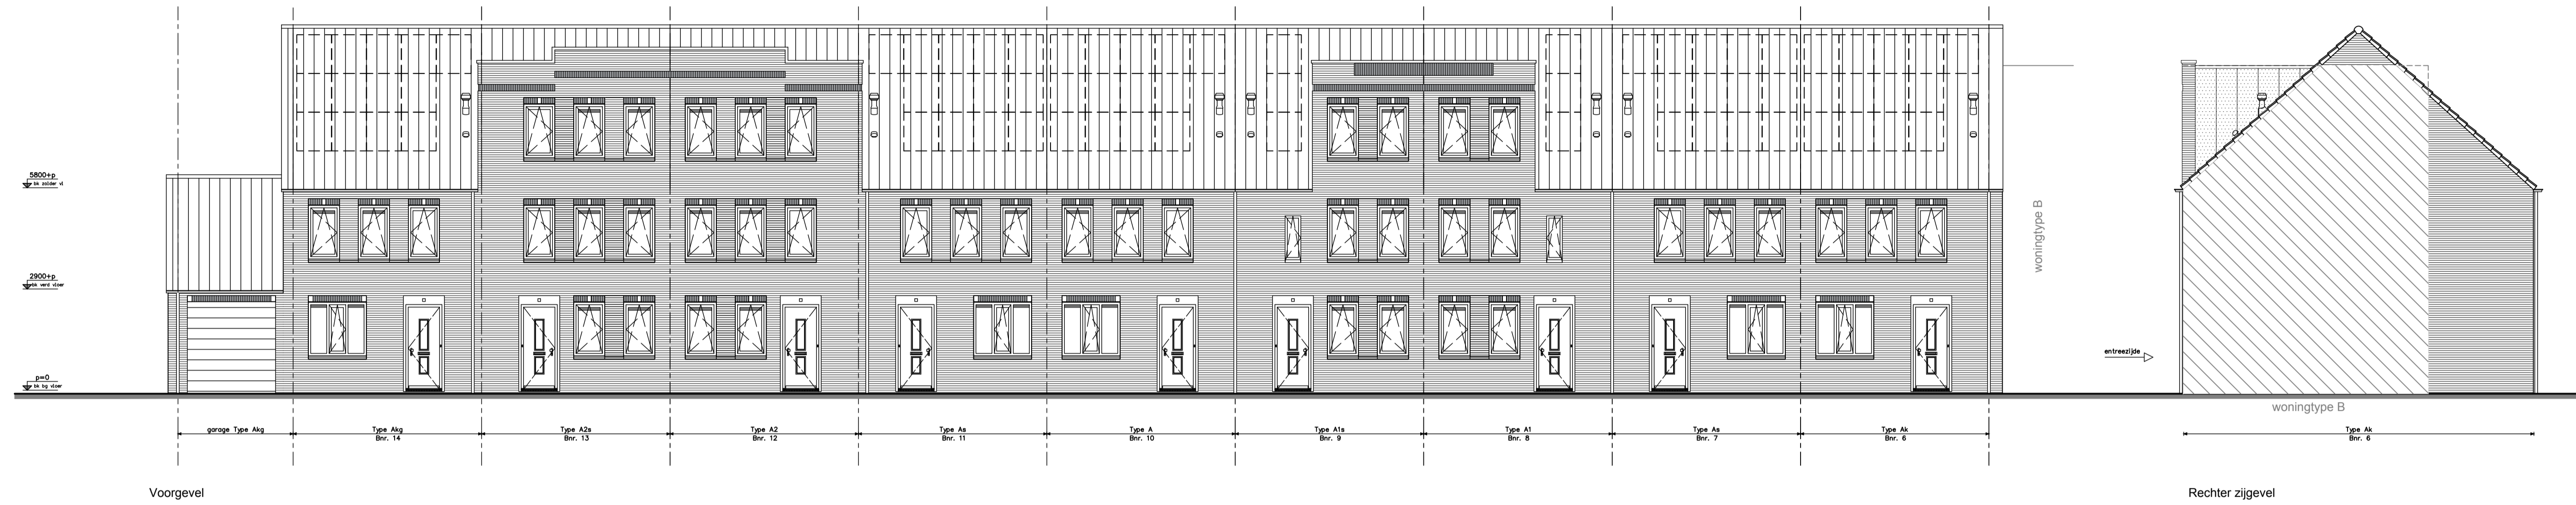 5800+p
bk zolder vl
2900+p
bk verd vloer
p=0
bk bg vloer
woningtype B
entreezijde
woningtype B
garage Type Akg
Type Akg
Bnr. 14
Type A2s
Bnr. 13
Type A2
Bnr. 12
Type As
Bnr. 11
Type A
Bnr. 10
Type A1s
Bnr. 9
Type A1
Bnr. 8
Type As
Bnr. 7
Type Ak
Bnr. 6
Type Ak
Bnr. 6
Voorgevel
Rechter zijgevel